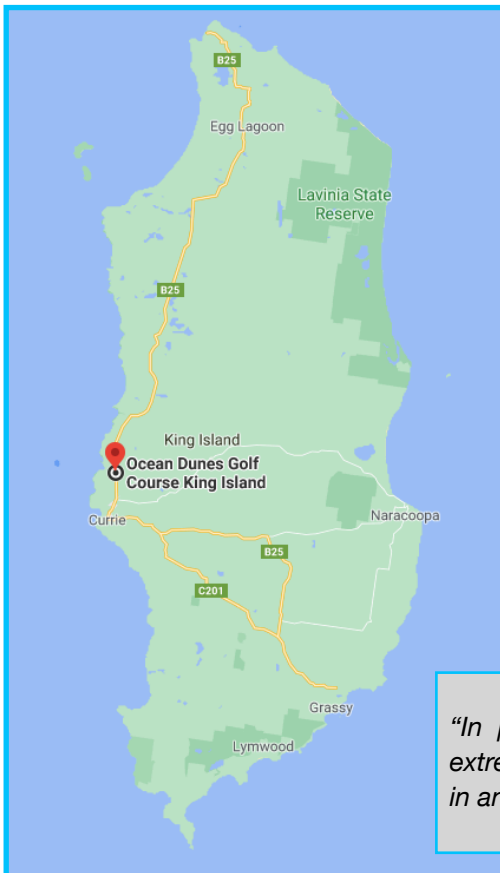 B25
Egg Lagoon
Lavinia State
Reserve
B25
King Island
Ocean Dunes Golf
Course King Island
Currie
Naracoopa
B25
C201
Grassy
Lymwood
“In
extre
in ar